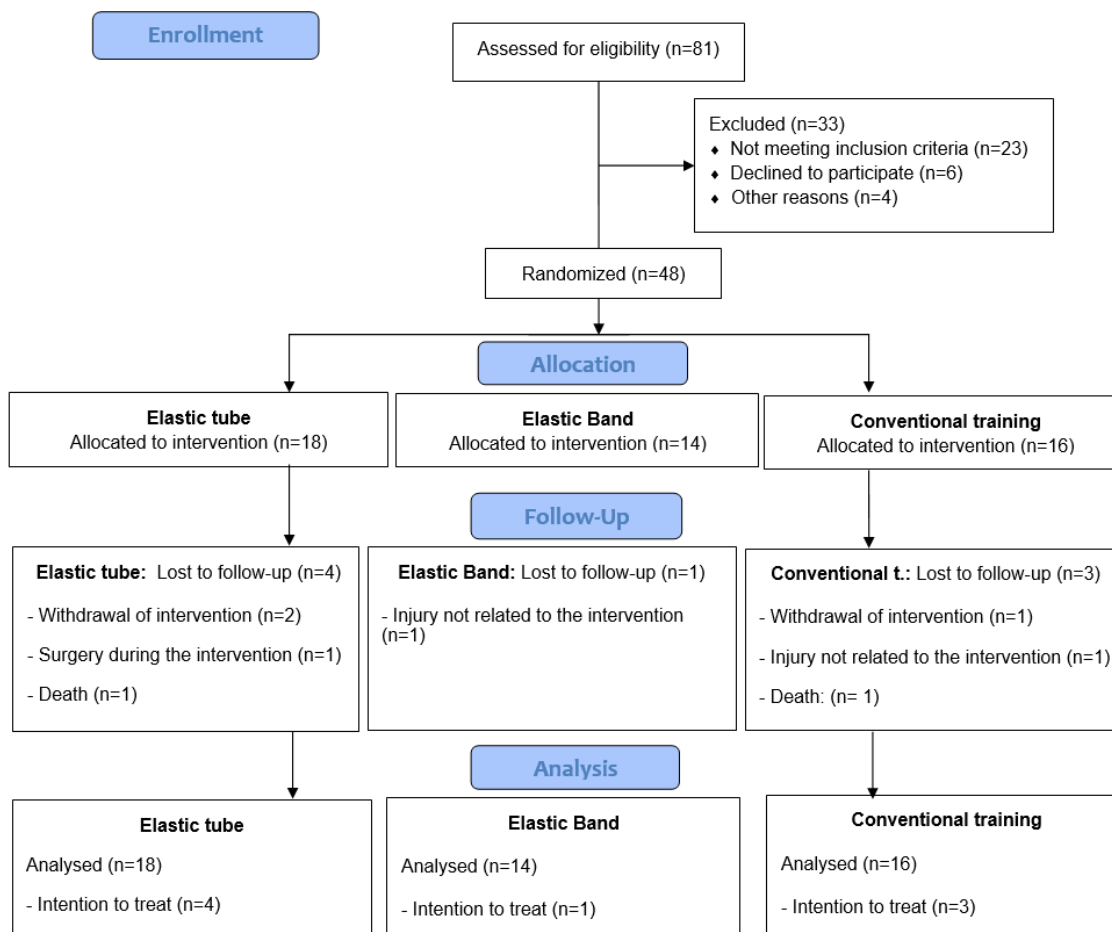 Enrollment
Assessed for eligibility (n=81)
Excluded (n=33)
♦ Not meeting inclusion criteria (n=23)
♦ Declined to participate (n=6)
♦ Other reasons (n=4)
Randomized (n=48)
Allocation
Elastic tube
Allocated to intervention (n=18)
Elastic Band
Allocated to intervention (n=14)
Conventional training
Allocated to intervention (n=16)
Follow-Up
Elastic tube: Lost to follow-up (n=4)
- Withdrawal of intervention (n=2)
- Surgery during the intervention (n=1)
- Death (n=1)
Elastic Band: Lost to follow-up (n=1)
- Injury not related to the intervention
(n=1)
Conventional t.: Lost to follow-up (n=3)
- Withdrawal of intervention (n=1)
- Injury not related to the intervention (n=1)
- Death: (n= 1)
Analysis
Elastic tube
Analysed (n=18)
- Intention to treat (n=4)
Elastic Band
Analysed (n=14)
- Intention to treat (n=1)
Conventional training
Analysed (n=16)
- Intention to treat (n=3)